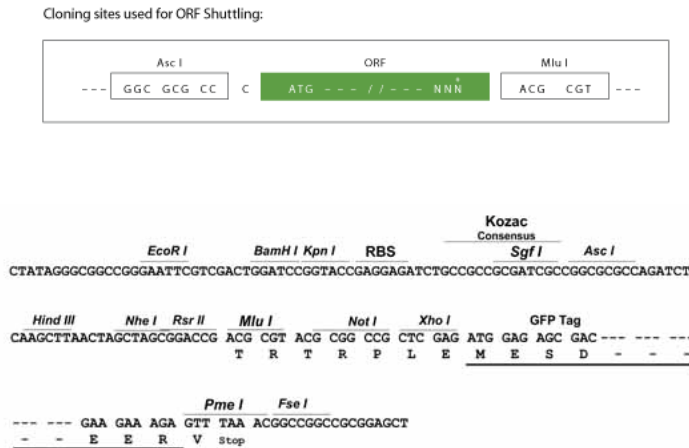 Cloning sites used for ORF Shuttling:
Asc I ORF Mlu I
--- GGC GCG CC C ATG --- // --- NNN* ACG CGT ---
Kozac
Consensus
EcoR I BamH I Kpn I RBS Sgf I Asc I
CTATAGGGCGGCCGGGAATTCGTCGACTGGATCCGGTACCGAGGAGATCTGCCGCCGCGATCGCCGGCGCGCCAGATCT
Hind III Nhe I Rsr II Mlu I Not I Xho I GFP Tag
CAAGCTTAACTAGCTAGCGGACCG ACG CGT ACG CGG CCG CTC GAG ATG GAG AGC GAC--- --- ---
T R T R P L E M E S D - - -
Pme I Fse I
--- --- GAA GAA AGA GTT TAA ACGGCCGGCCGCGGAGCT
- - E E R V Stop